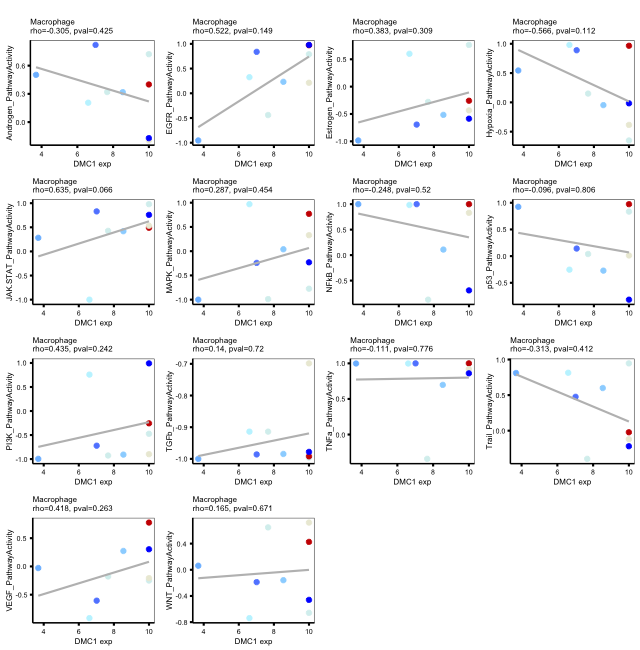 Macrophage
rho=-0.305, pval=0.425
Androgen_PathwayActivity
0.6
0.3
0.0
4
6
8
10
DMC1 exp
Macrophage
rho=0.522, pval=0.149
EGFR_PathwayActivity
1.0
0.5
0.0
-0.5
-1.0
4
6
8
10
DMC1 exp
Macrophage
rho=0.383, pval=0.309
Estrogen_PathwayActivity
0.5
0.0
-0.5
-1.0
4
6
8
10
DMC1 exp
Macrophage
rho=-0.566, pval=0.112
Hypoxia_PathwayActivity
1.0
0.5
0.0
-0.5
4
6
8
10
DMC1 exp
Macrophage
rho=0.635, pval=0.066
JAK-STAT_PathwayActivity
1.0
0.5
0.0
-0.5
-1.0
4
6
8
10
DMC1 exp
Macrophage
rho=0.287, pval=0.454
MAPK_PathwayActivity
1.0
0.5
0.0
-0.5
-1.0
4
6
8
10
DMC1 exp
Macrophage
rho=-0.248, pval=0.52
NFkB_PathwayActivity
1.0
0.5
0.0
-0.5
4
6
8
10
DMC1 exp
Macrophage
rho=-0.096, pval=0.806
p53_PathwayActivity
1.0
0.5
0.0
-0.5
4
6
8
10
DMC1 exp
Macrophage
rho=0.435, pval=0.242
PI3K_PathwayActivity
1.0
0.5
0.0
-0.5
-1.0
4
6
8
10
DMC1 exp
Macrophage
rho=0.14, pval=0.72
TGFb_PathwayActivity
-0.7
-0.8
-0.9
-1.0
4
6
8
10
DMC1 exp
Macrophage
rho=-0.111, pval=0.776
TNFa_PathwayActivity
1.0
0.5
0.0
4
6
8
10
DMC1 exp
Macrophage
rho=-0.313, pval=0.412
Trail_PathwayActivity
1.0
0.5
0.0
4
6
8
10
DMC1 exp
Macrophage
rho=0.418, pval=0.263
VEGF_PathwayActivity
0.5
0.0
-0.5
4
6
8
10
DMC1 exp
Macrophage
rho=0.165, pval=0.671
WNT_PathwayActivity
0.4
0.0
-0.4
-0.8
4
6
8
10
DMC1 exp